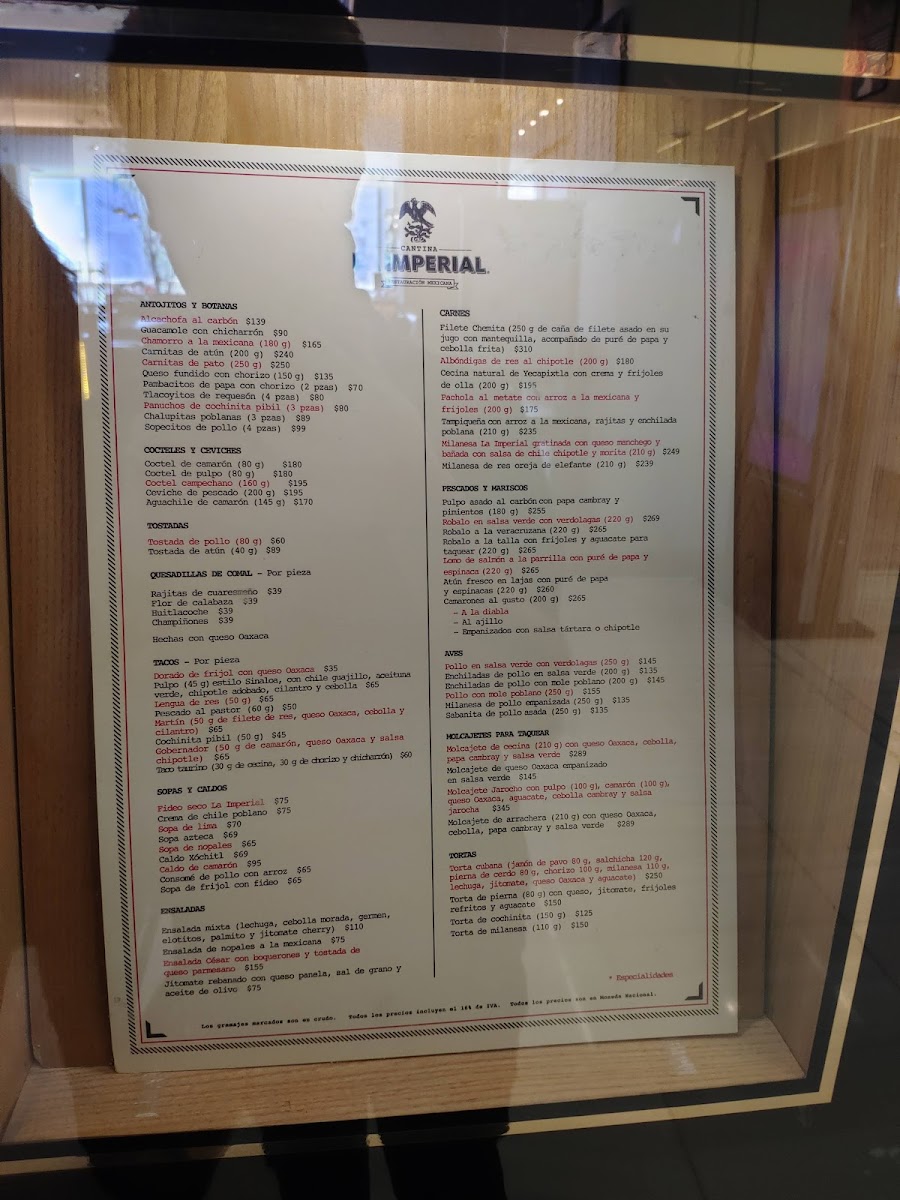 CANTINA
IMPERIAL
RESTAURACIÓN MEXICANA
ANTOJITOS Y BOTANAS
Alcachofa al carbón $139
Guacamole con chicharrón $90
Chamorro a la mexicana (180 g) $165
Carnitas de atún (200 g) $240
Carnitas de pato (250 g) $250
Queso fundido con chorizo (150 g) $135
Pambacitos de papa con chorizo (2 pzas) $70
Tlacoyitos de requesón (4 pzas) $80
Panuchos de cochinita pibil (3 pzas) $80
Chalupitas poblanas (3 pzas) $89
Sopecitos de pollo (4 pzas) $99
COCTELES Y CEVICHES
Coctel de camarón (80 g) $180
Coctel de pulpo (80 g) $180
Coctel campechano (160 g) $195
Ceviche de pescado (200 g) $195
Aguachile de camarón (145 g) $170
TOSTADAS
Tostada de pollo (80 g) $60
Tostada de atún (40 g) $89
QUESADILLAS DE COMAL - Por pieza
Rajitas de cuaresmeño $39
Flor de calabaza $39
Huitlacoche $39
Champiñones $39
Hechas con queso Oaxaca
TACOS - Por pieza
Dorado de frijol con queso Oaxaca $35
Pulpo (45 g) estilo Sinaloa, con chile guajillo, aceituna
verde, chipotle adobado, cilantro y cebolla $65
Lengua de res (50 g) $65
Pescado al pastor (60 g) $50
Martín (50 g de filete de res, queso Oaxaca, cebolla y
cilantro) $65
Cochinita pibil (50 g) $45
Gobernador (50 g de camarón, queso Oaxaca y salsa
chipotle) $65
Taco taurino (30 g de cecina, 30 g de chorizo y chicharrón) $60
SOPAS Y CALDOS
Fideo seco La Imperial $75
Crema de chile poblano $75
Sopa de lima $70
Sopa azteca $69
Sopa de nopales $65
Caldo Xóchitl $69
Caldo de camarón $95
Consomé de pollo con arroz $65
Sopa de frijol con fideo $65
ENSALADAS
Ensalada mixta (lechuga, cebolla morada, germen,
elotitos, palmito y jitomate cherry) $110
Ensalada de nopales a la mexicana $75
Ensalada César con boquerones y tostada de
queso parmesano $155
Jitomate rebanado con queso panela, sal de grano y
aceite de olivo $75
CARNES
Filete Chemita (250 g de caña de filete asado en su
jugo con mantequilla, acompañado de puré de papa y
cebolla frita) $310
Albóndigas de res al chipotle (200 g) $180
Cecina natural de Yecapixtla con crema y frijoles
de olla (200 g) $195
Pachola al metate con arroz a la mexicana y
frijoles (200 g) $175
Tampiqueña con arroz a la mexicana, rajitas y enchilada
poblana (210 g) $235
Milanesa La Imperial gratinada con queso menchego y
bañada con salsa de chile chipotle y morita (210 g) $249
Milanesa de res oreja de elefante (210 g) $239
PESCADOS Y MARISCOS
Pulpo asado al carbón con papa cambray y
pimientos (180 g) $255
Robalo en salsa verde con verdolagas (220 g) $269
Robalo a la veracruzana (220 g) $265
Robalo a la talla con frijoles y aguacate para
taquear (220 g) $265
Lomo de salmón a la parrilla con puré de papa y
espinaca (220 g) $265
Atún fresco en lajas con puré de papa
y espinacas (220 g) $260
Camarones al gusto (200 g) $265
- A la diabla
- Al ajillo
- Empanizados con salsa tártara o chipotle
AVES
Pollo en salsa verde con verdolagas (250 g) $145
Enchiladas de pollo en salsa verde (200 g) $135
Enchiladas de pollo con mole poblano (200 g) $145
Pollo con mole poblano (250 g) $155
Milanesa de pollo empanizada (250 g) $135
Sabanita de pollo asada (250 g) $135
MOLCAJETES PARA TAQUEAR
Molcajete de cecina (210 g) con queso Oaxaca, cebolla,
papa cambray y salsa verde $289
Molcajete de queso Oaxaca empanizado
en salsa verde $145
Molcajete Jarocho con pulpo (100 g), camarón (100 g),
queso Oaxaca, aguacate, cebolla cambray y salsa
jarocha $345
Molcajete de arrachera (210 g) con queso Oaxaca,
cebolla, papa cambray y salsa verde $289
TORTAS
Torta cubana (jamón de pavo 80 g, salchicha 120 g,
pierna de cerdo 80 g, chorizo 100 g, milanesa 110 g,
lechuga, jitomate, queso Oaxaca y aguacate) $250
Torta de pierna (80 g) con queso, jitomate, frijoles
refritos y aguacate $150
Torta de cochinita (150 g) $125
Torta de milanesa (110 g) $150
* Especialidades
Los gramajes marcados son en crudo. Todos los precios incluyen el 16% de IVA. Todos los precios son en Moneda Nacional.